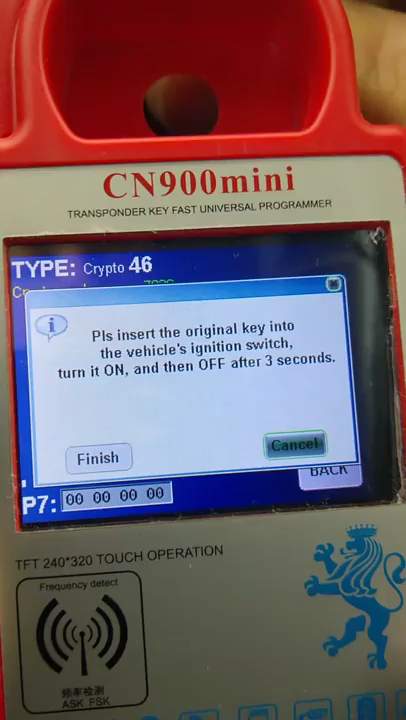 CN900mini
TRANSPONDER KEY FAST UNIVERSAL PROGRAMMER
TYPE: Crypto 46
Pls insert the original key into
the vehicle's ignition switch,
turn it ON, and then OFF after 3 seconds.
Finish
Cancel
BACK
P7: 00 00 00 00
TFT 240*320 TOUCH OPERATION
Frequency detect
频率检测
ASK FSK